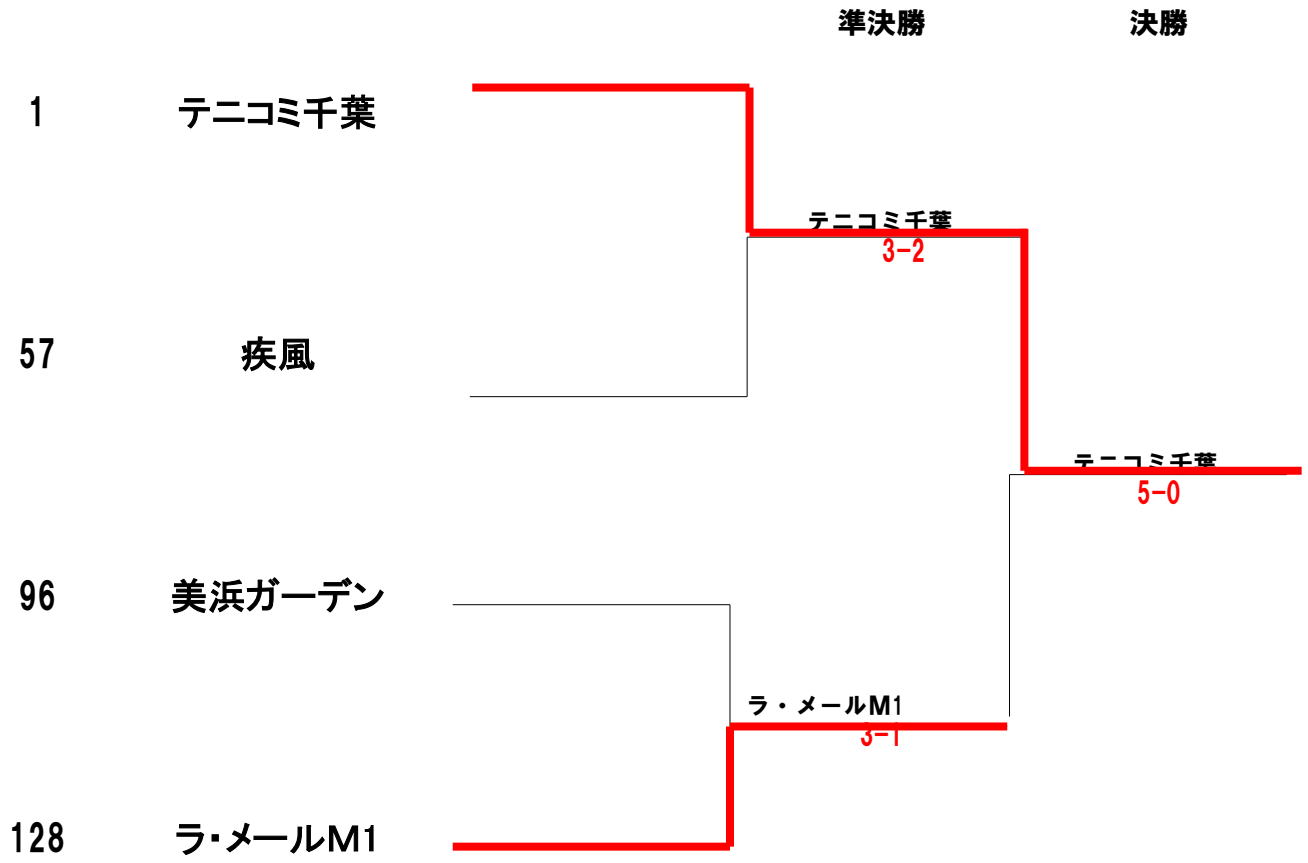 準決勝 決勝
1 テニコミ千葉
テニコミ千葉
3-2
57 疾風
テニコミ千葉
5-0
96 美浜ガーデン
ラ・メールM1
3-1
128 ラ・メールM1